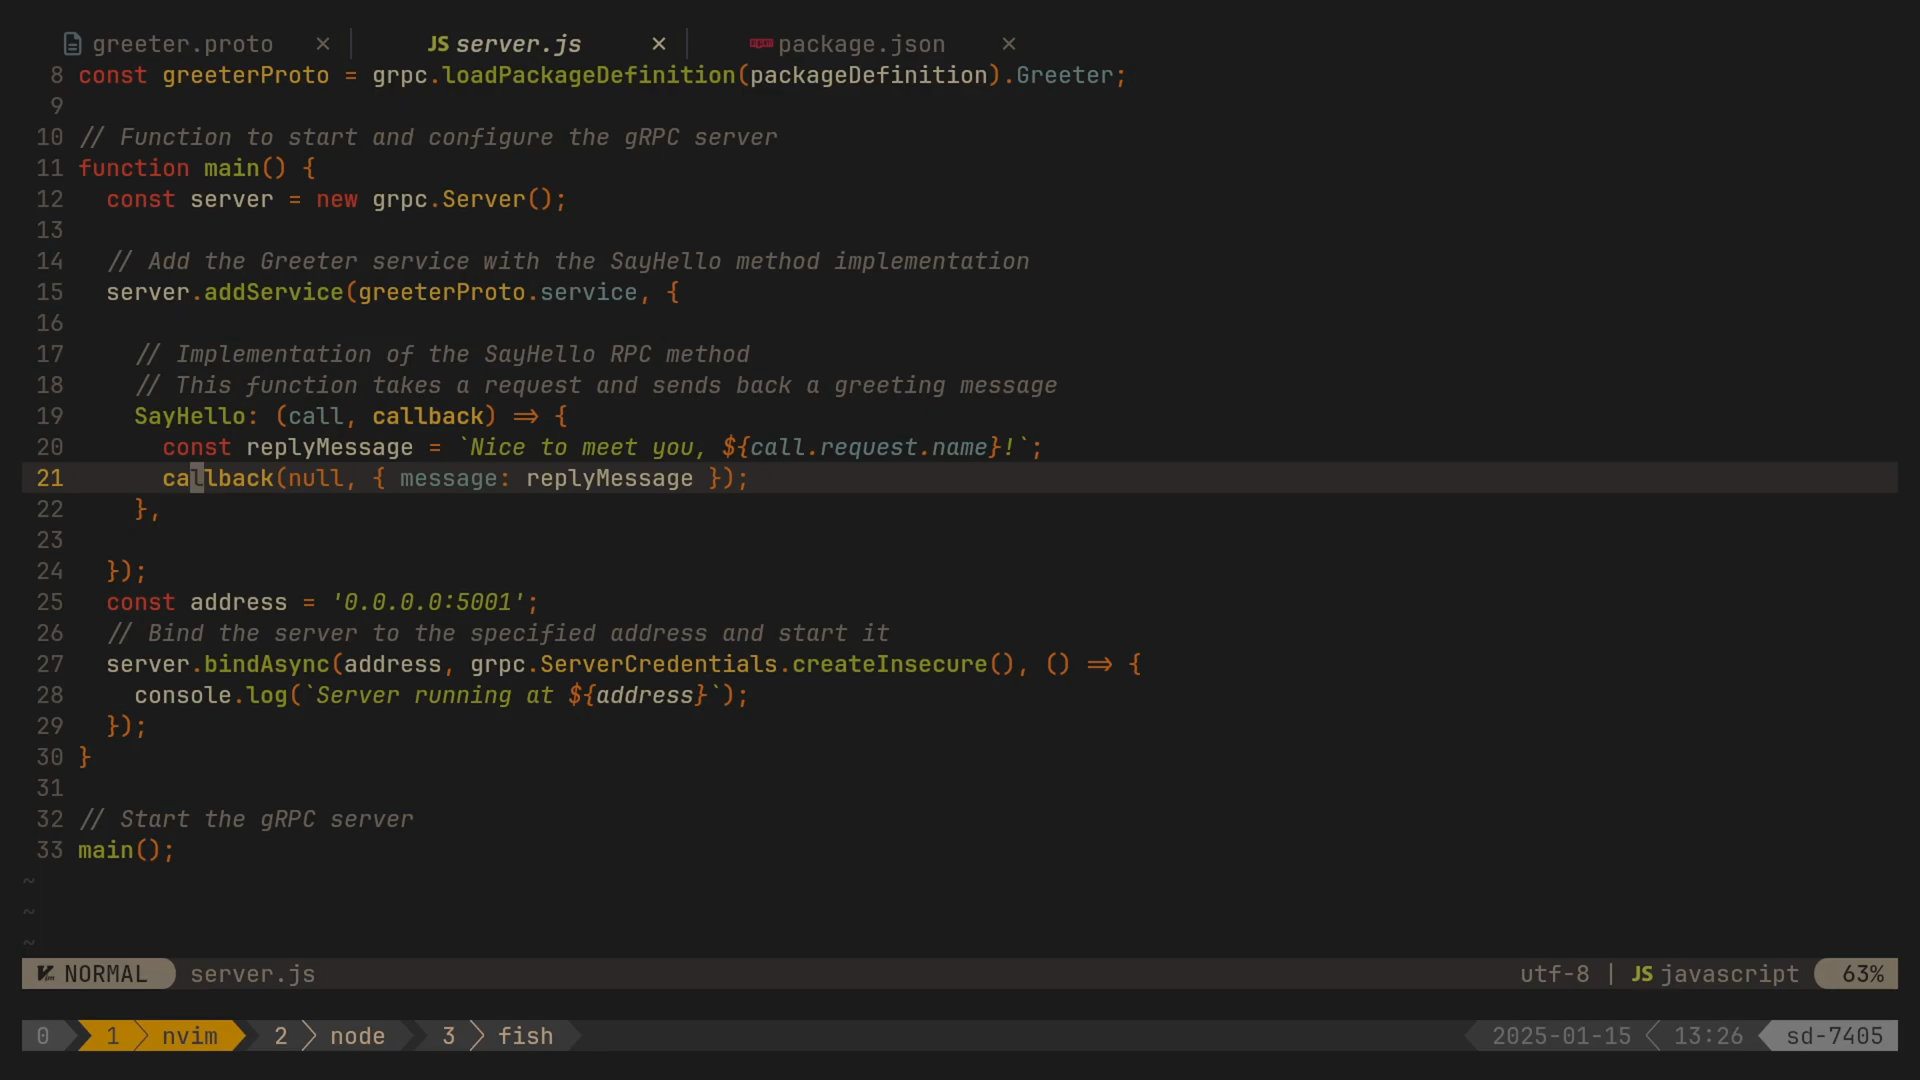 greeter.proto × JS server.js × npm package.json ×
8 const greeterProto = grpc.loadPackageDefinition(packageDefinition).Greeter;
9
10 // Function to start and configure the gRPC server
11 function main() {
12 const server = new grpc.Server();
13
14 // Add the Greeter service with the SayHello method implementation
15 server.addService(greeterProto.service, {
16
17 // Implementation of the SayHello RPC method
18 // This function takes a request and sends back a greeting message
19 SayHello: (call, callback) => {
20 const replyMessage = `Nice to meet you, ${call.request.name}!`;
21 callback(null, { message: replyMessage });
22 },
23
24 });
25 const address = '0.0.0.0:5001';
26 // Bind the server to the specified address and start it
27 server.bindAsync(address, grpc.ServerCredentials.createInsecure(), () => {
28 console.log(`Server running at ${address}`);
29 });
30 }
31
32 // Start the gRPC server
33 main();
~
~
~
NORMAL server.js utf-8 | JS javascript 63%
0 1 nvim 2 node 3 fish 2025-01-15 13:26 sd-7405